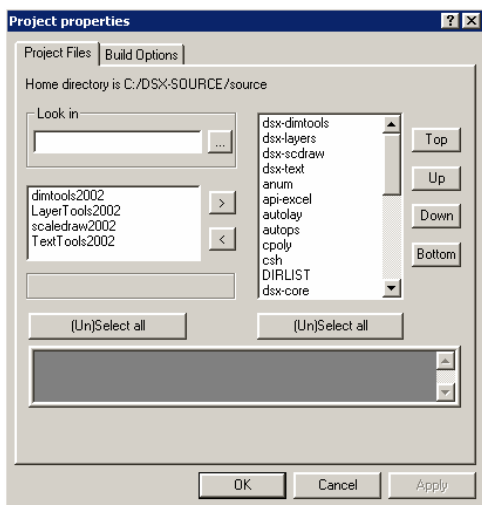 Project properties
Project Files
Build Options
Home directory is C:/DSX-SOURCE/source
Look in
...
dimtools2002
LayerTools2002
scaledraw2002
TextTools2002
>
<
dsx-dimtools
dsx-layers
dsx-scdraw
dsx-text
anum
api-excel
autolay
autops
cpoly
csh
DIRLIST
dsx-core
Top
Up
Down
Bottom
(Un)Select all
(Un)Select all
OK
Cancel
Apply